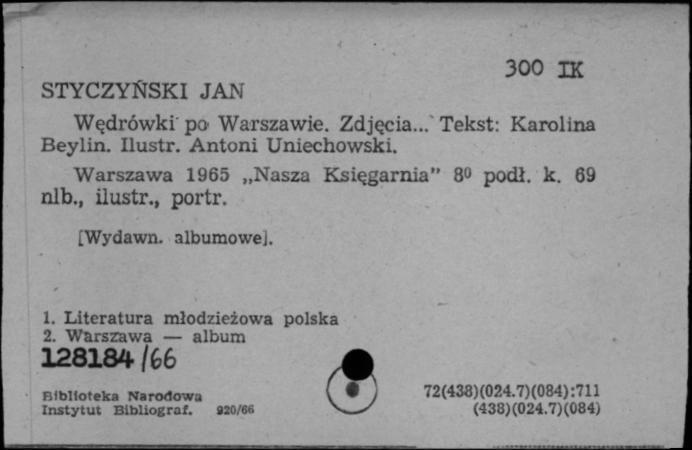 300 IK
STYCZYŃSKI JAN
Wędrówki po Warszawie. Zdjęcia... Tekst: Karolina
Beylin. Ilustr. Antoni Uniechowski.
Warszawa 1965 „Nasza Księgarnia" 8⁰ podł. k. 69
nlb., ilustr., portr.
[Wydawn. albumowe].
1. Literatura młodzieżowa polska
2. Warszawa — album
128184/66
Biblioteka Narodowa
Instytut Bibliograf. 920/66
72(438)(024.7)(084):711
(438)(024.7)(084)